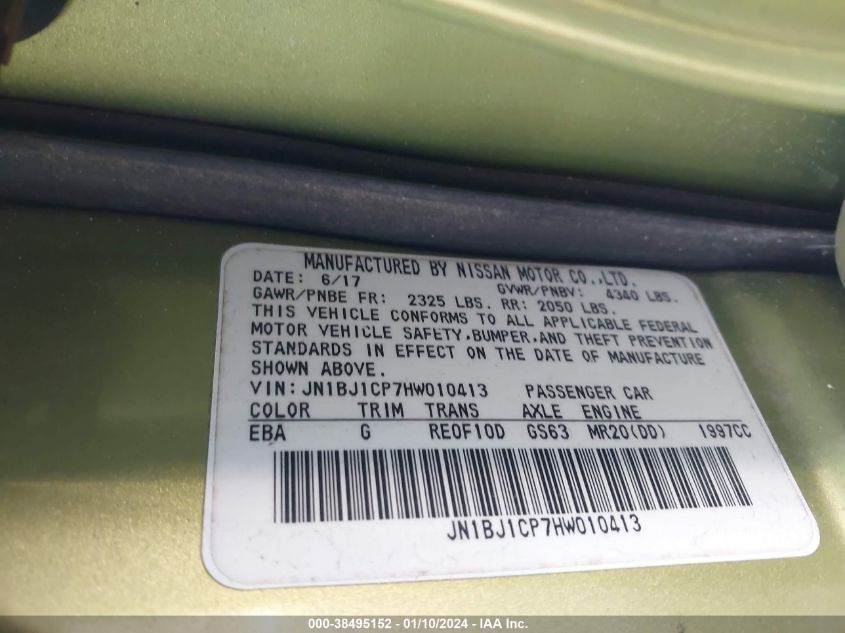 MANUFACTURED BY NISSAN MOTOR CO.,LTD.
DATE: 6/17 GVWR/PNBV: 4340 LBS.
GAWR/PNBE FR: 2325 LBS. RR: 2050 LBS.
THIS VEHICLE CONFORMS TO ALL APPLICABLE FEDERAL
MOTOR VEHICLE SAFETY,BUMPER,AND THEFT PREVENTION
STANDARDS IN EFFECT ON THE DATE OF MANUFACTURE
SHOWN ABOVE.
VIN: JN1BJ1CP7HW010413 PASSENGER CAR
COLOR TRIM TRANS AXLE ENGINE
EBA G RE0F10D GS63 MR20(DD) 1997CC
JN1BJ1CP7HW010413
000-38495152 - 01/10/2024 - IAA Inc.